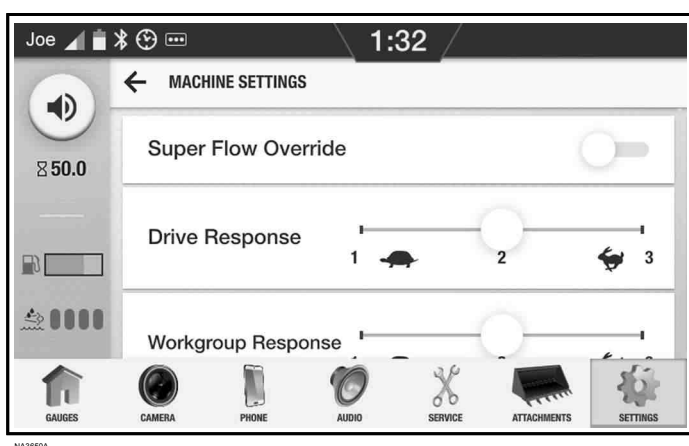 Joe 1:32
MACHINE SETTINGS
50.0
Super Flow Override
Drive Response
1 2 3
Workgroup Response
GAUGES CAMERA PHONE AUDIO SERVICE ATTACHMENTS SETTINGS